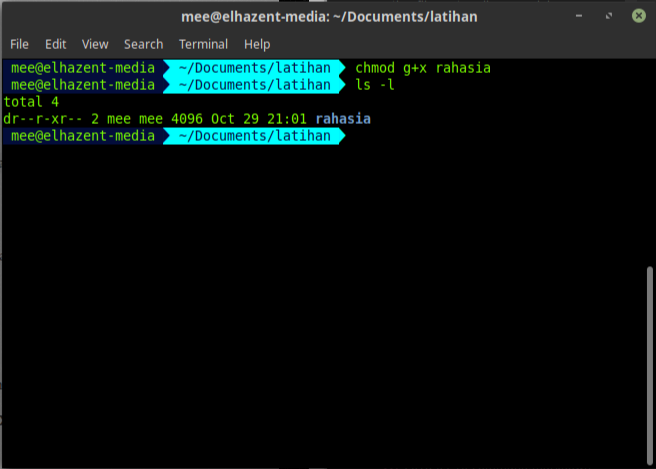 mee@elhazent-media: ~/Documents/latihan
File Edit View Search Terminal Help
mee@elhazent-media ~/Documents/latihan chmod g+x rahasia
mee@elhazent-media ~/Documents/latihan ls -l
total 4
dr--r-xr-- 2 mee mee 4096 Oct 29 21:01 rahasia
mee@elhazent-media ~/Documents/latihan